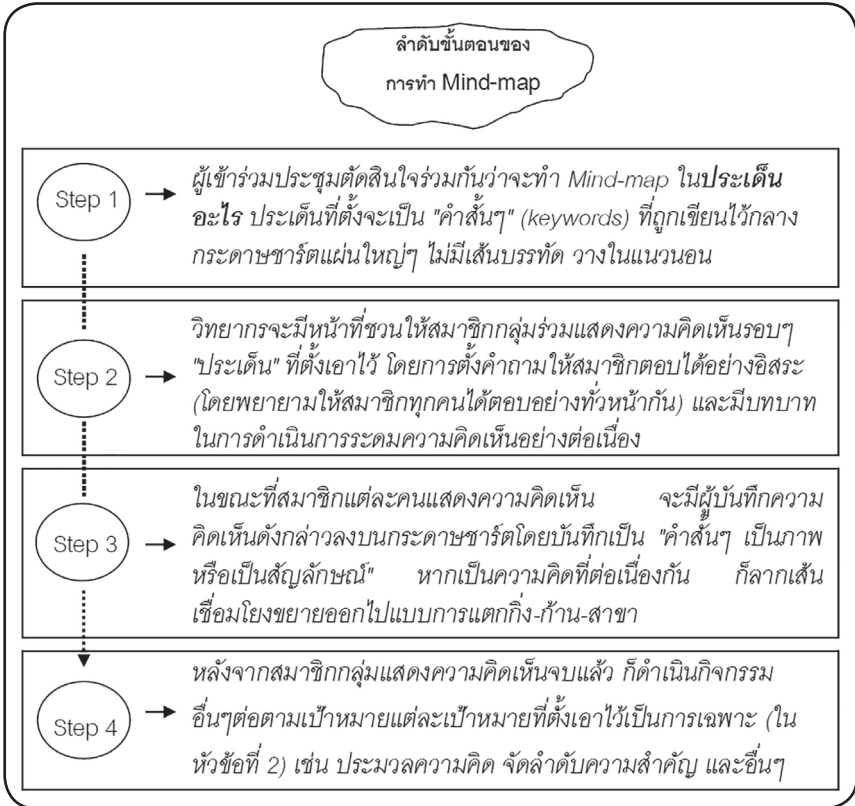 ลำดับขั้นตอนของ
การทำ Mind-map
Step 1
ผู้เข้าร่วมประชุมตัดสินใจร่วมกันว่าจะทำ Mind-map ในประเด็น
อะไร ประเด็นที่ตั้งจะเป็น "คำสั้นๆ" (keywords) ที่ถูกเขียนไว้กลาง
กระดาษชาร์ตแผ่นใหญ่ๆ ไม่มีเส้นบรรทัด วางในแนวนอน
Step 2
วิทยากรจะมีหน้าที่ชวนให้สมาชิกกลุ่มร่วมแสดงความคิดเห็นรอบๆ
"ประเด็น" ที่ตั้งเอาไว้ โดยการตั้งคำถามให้สมาชิกตอบได้อย่างอิสระ
(โดยพยายามให้สมาชิกทุกคนได้ตอบอย่างทั่วหน้ากัน) และมีบทบาท
ในการดำเนินการระดมความคิดเห็นอย่างต่อเนื่อง
Step 3
ในขณะที่สมาชิกแต่ละคนแสดงความคิดเห็น จะมีผู้บันทึกความ
คิดเห็นดังกล่าวลงบนกระดาษชาร์ตโดยบันทึกเป็น "คำสั้นๆ เป็นภาพ
หรือเป็นสัญลักษณ์" หากเป็นความคิดที่ต่อเนื่องกัน ก็ลากเส้น
เชื่อมโยงขยายออกไปแบบการแตกกิ่ง-ก้าน-สาขา
Step 4
หลังจากสมาชิกกลุ่มแสดงความคิดเห็นจบแล้ว ก็ดำเนินกิจกรรม
อื่นๆต่อตามเป้าหมายแต่ละเป้าหมายที่ตั้งเอาไว้เป็นการเฉพาะ (ใน
หัวข้อที่ 2) เช่น ประมวลความคิด จัดลำดับความสำคัญ และอื่นๆ